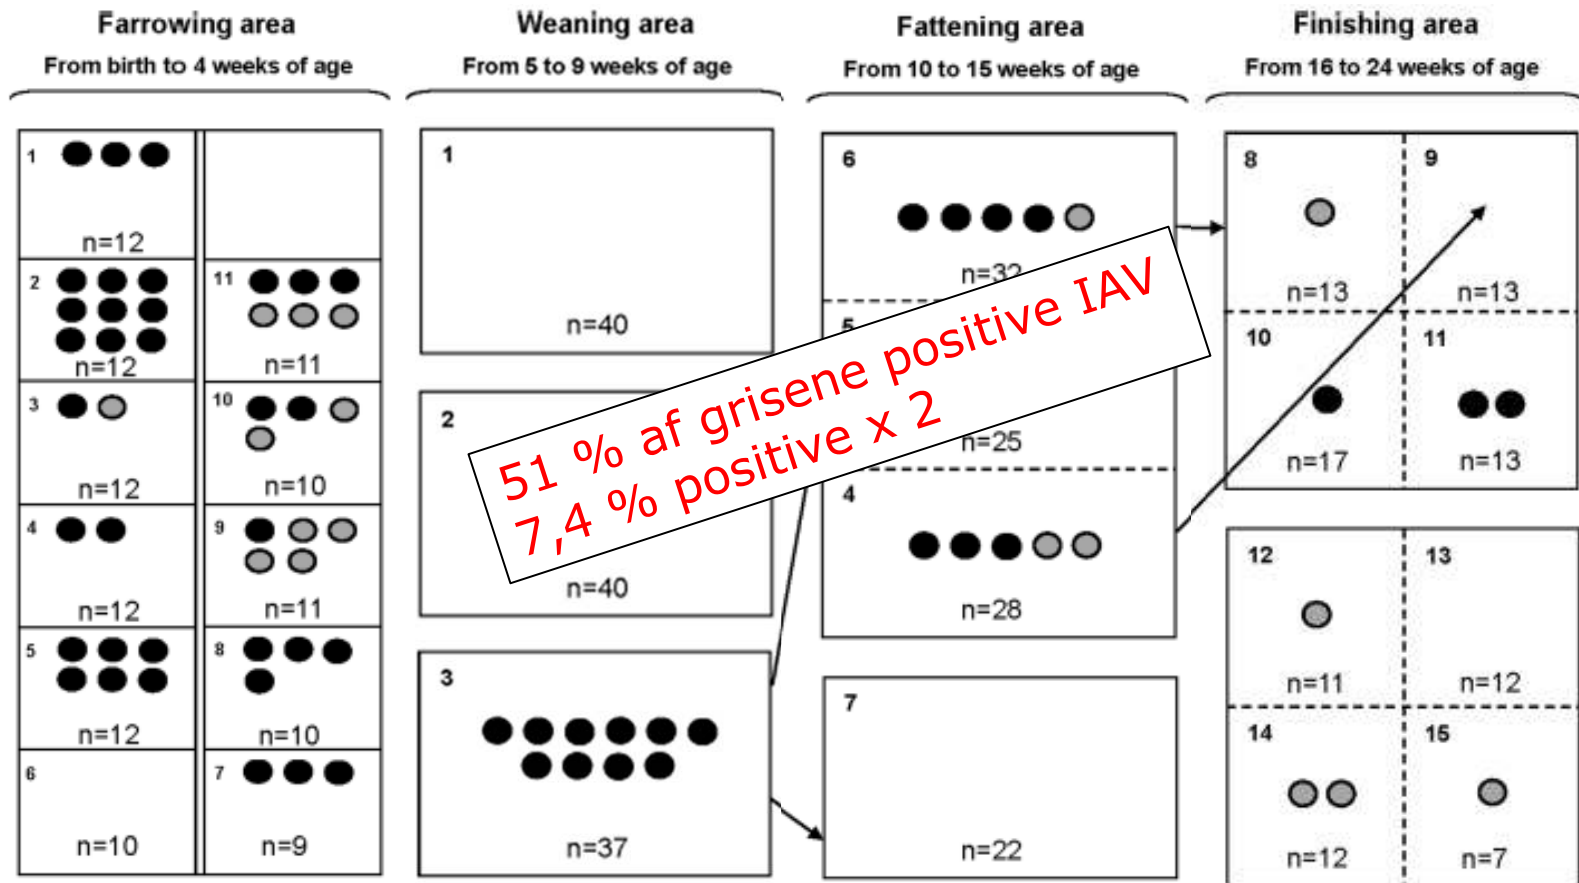 Farrowing area
From birth to 4 weeks of age
1
n=12
2
n=12
3
n=12
4
n=12
5
n=12
6
n=10
11
n=11
10
n=10
9
n=11
8
n=10
7
n=9
Weaning area
From 5 to 9 weeks of age
1
n=40
2
n=40
3
n=37
51 % af grisene positive IAV
7,4 % positive x 2
Fattening area
From 10 to 15 weeks of age
6
n=32
5
n=25
4
n=28
7
n=22
Finishing area
From 16 to 24 weeks of age
8
n=13
9
n=13
10
n=17
11
n=13
12
n=11
13
n=12
14
n=12
15
n=7